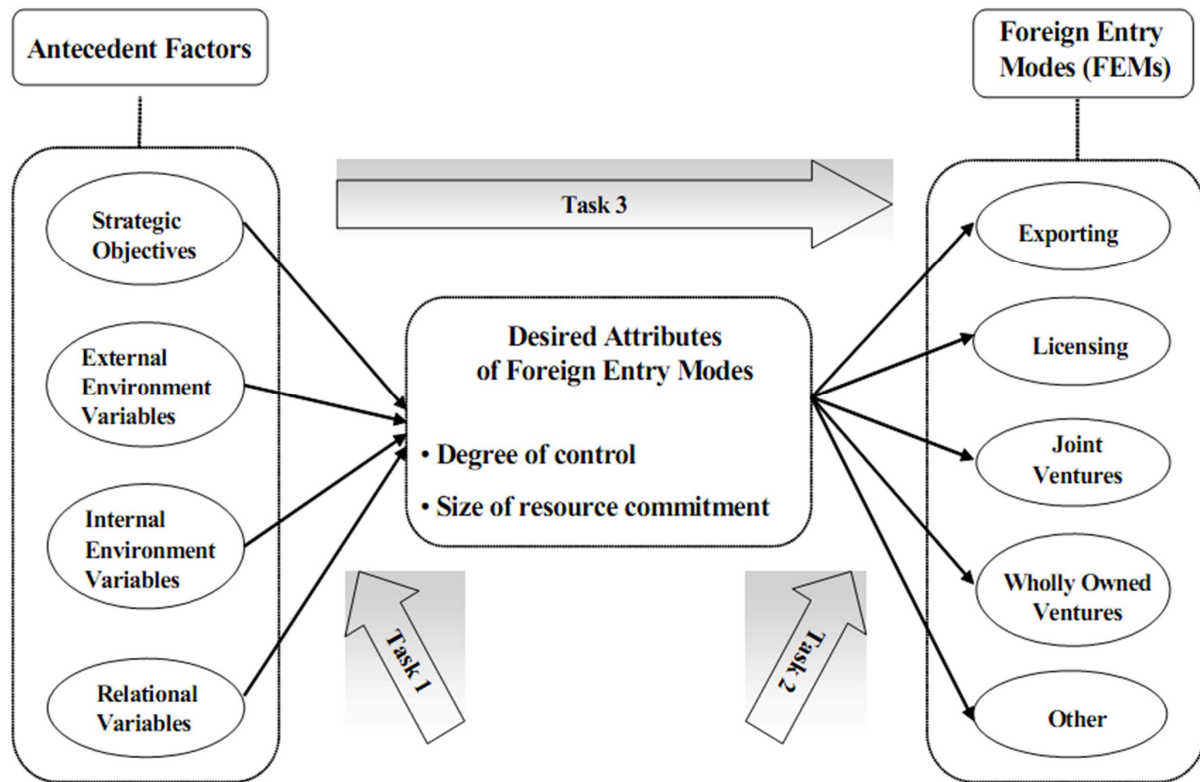 Antecedent Factors
Foreign Entry
Modes (FEMs)
Strategic
Objectives
External
Environment
Variables
Internal
Environment
Variables
Relational
Variables
Task 3
Desired Attributes
of Foreign Entry Modes
• Degree of control
• Size of resource commitment
Task 1
Task 2
Exporting
Licensing
Joint
Ventures
Wholly Owned
Ventures
Other